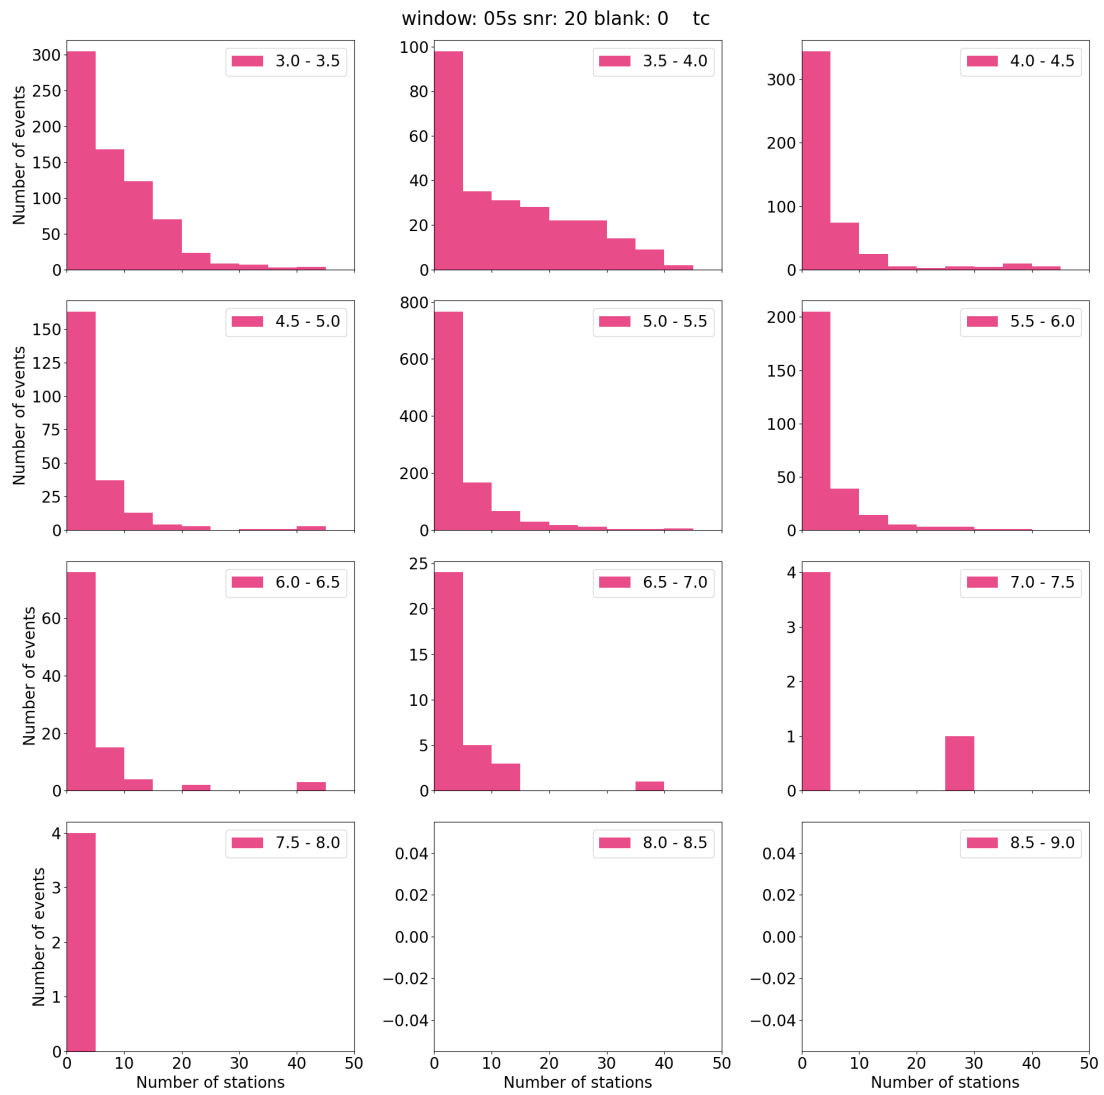 window: 05s snr: 20 blank: 0    tc
Number of events
300
250
200
150
100
50
0
3.0 - 3.5
100
80
60
40
20
0
3.5 - 4.0
300
200
100
0
4.0 - 4.5
Number of events
150
125
100
75
50
25
0
4.5 - 5.0
800
600
400
200
0
5.0 - 5.5
200
150
100
50
0
5.5 - 6.0
Number of events
60
40
20
0
6.0 - 6.5
25
20
15
10
5
0
6.5 - 7.0
4
3
2
1
0
7.0 - 7.5
Number of events
4
3
2
1
0
7.5 - 8.0
0 10 20 30 40 50
Number of stations
0.04
0.02
0.00
−0.02
−0.04
8.0 - 8.5
0 10 20 30 40 50
Number of stations
0.04
0.02
0.00
−0.02
−0.04
8.5 - 9.0
0 10 20 30 40 50
Number of stations